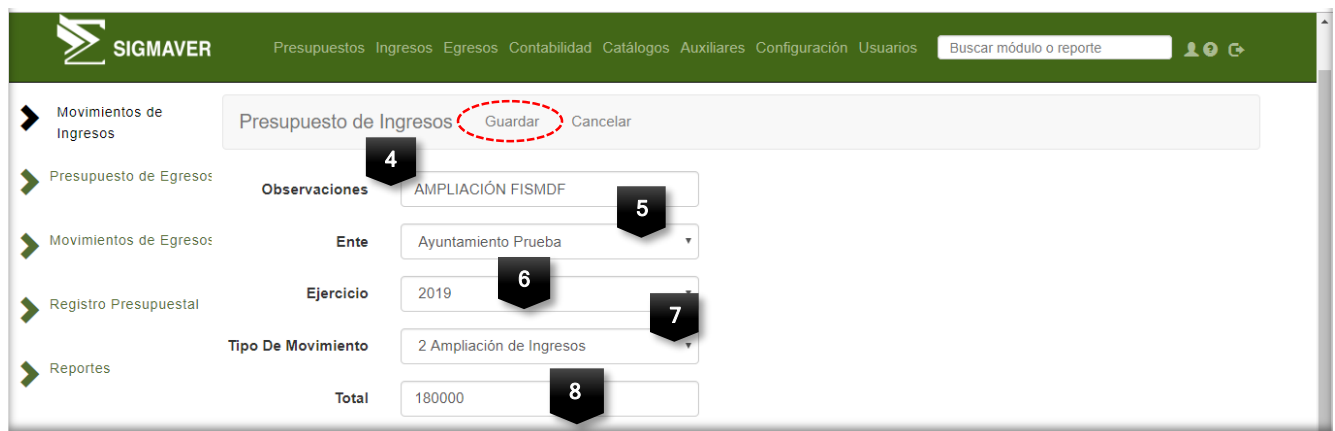 SIGMAVER Presupuestos Ingresos Egresos Contabilidad Catálogos Auxiliares Configuración Usuarios Buscar módulo o reporte
Movimientos de
Ingresos
Presupuesto de Ingresos Guardar Cancelar
4
Presupuesto de Egresos
Observaciones AMPLIACIÓN FISMDF
5
Movimientos de Egresos
Ente Ayuntamiento Prueba
6
Registro Presupuestal
Ejercicio 2019
7
Tipo De Movimiento 2 Ampliación de Ingresos
Reportes
8
Total 180000